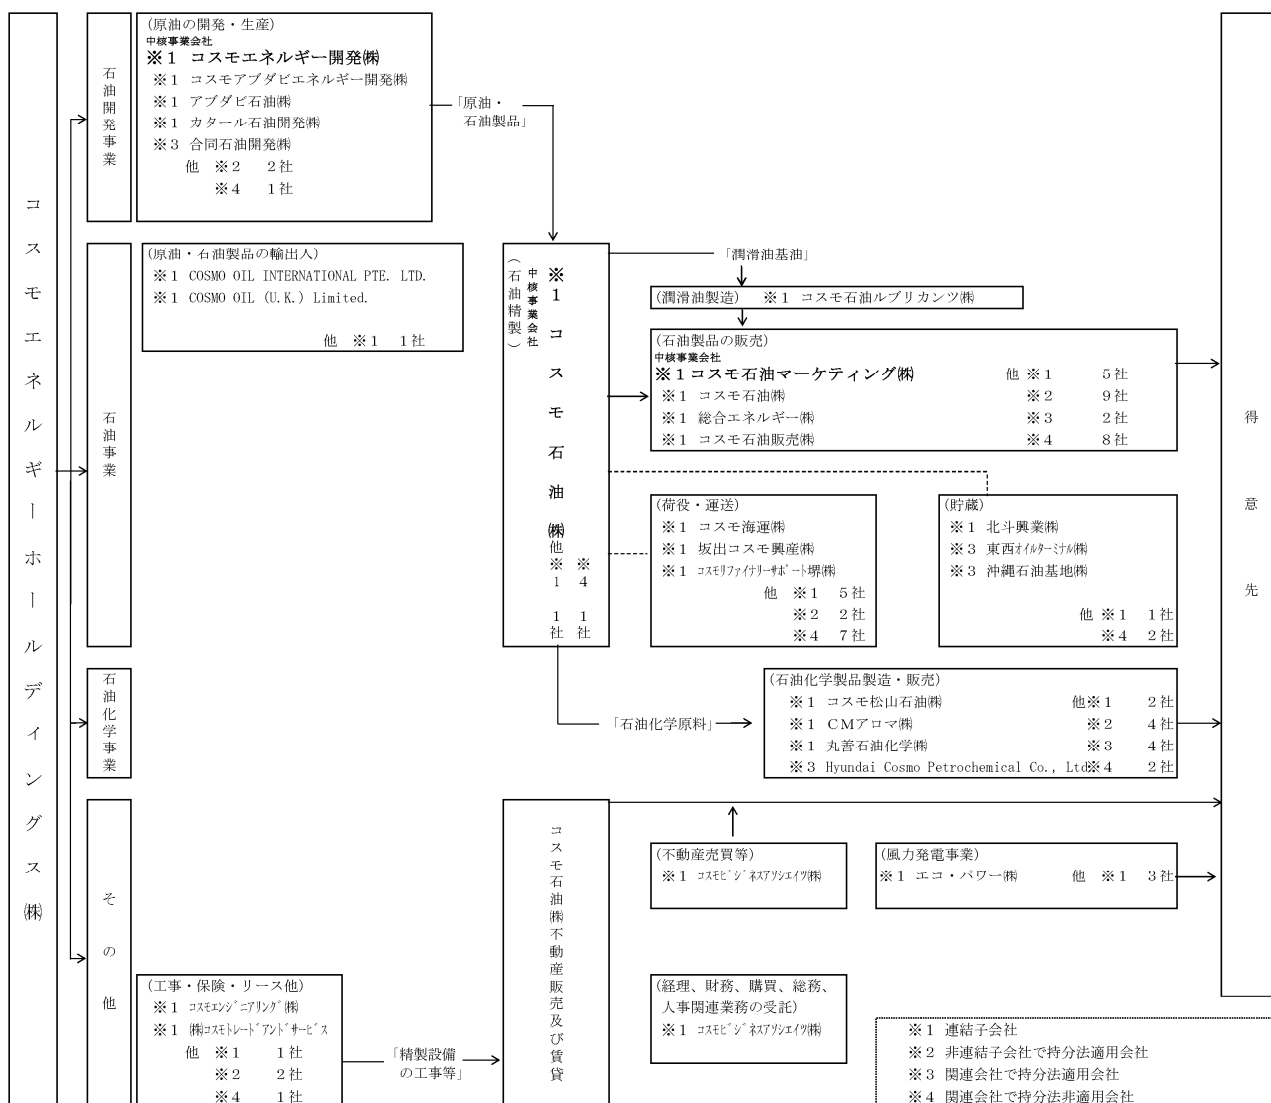 コスモエネルギーホールディングス㈱
石油開発事業
(原油の開発・生産)
中核事業会社
※１ コスモエネルギー開発㈱
※１ コスモアブダビエネルギー開発㈱
※１ アブダビ石油㈱
※１ カタール石油開発㈱
※３ 合同石油開発㈱
他 ※２ ２社
※４ １社
「原油・
石油製品」
石油事業
(原油・石油製品の輸出入)
※１ COSMO OIL INTERNATIONAL PTE. LTD.
※１ COSMO OIL (U.K.) Limited.
他 ※１ １社
(石油精製)
中核事業会社
※１コスモ石油㈱
他※１ １社
※４ １社
「潤滑油基油」
(潤滑油製造) ※１ コスモ石油ルブリカンツ㈱
(石油製品の販売)
中核事業会社
※１コスモ石油マーケティング㈱ 他 ※１ ５社
※１ コスモ石油㈱ ※２ ９社
※１ 総合エネルギー㈱ ※３ ２社
※１ コスモ石油販売㈱ ※４ ８社
(荷役・運送)
※１ コスモ海運㈱
※１ 坂出コスモ興産㈱
※１ ｺｽﾓﾘﾌｧｲﾅﾘｰｻﾎﾟｰﾄ堺㈱
他 ※１ ５社
※２ ２社
※４ ７社
(貯蔵)
※１ 北斗興業㈱
※３ 東西ｵｲﾙﾀｰﾐﾅﾙ㈱
※３ 沖縄石油基地㈱
他 ※１ １社
※４ ２社
石油化学事業
「石油化学原料」
(石油化学製品製造・販売)
※１ コスモ松山石油㈱ 他※１ ２社
※１ ＣＭアロマ㈱ ※２ ４社
※１ 丸善石油化学㈱ ※３ ４社
※３ Hyundai Cosmo Petrochemical Co., Ltd※４ ２社
その他
(工事・保険・リース他)
※１ ｺｽﾓｴﾝｼﾞﾆｱﾘﾝｸﾞ㈱
※１ ㈱ｺｽﾓﾄﾚｰﾄﾞｱﾝﾄﾞｻｰﾋﾞｽ
他 ※１ １社
※２ ２社
※４ １社
「精製設備
の工事等」
コスモ石油㈱不動産販売及び賃貸
(不動産売買等)
※１ ｺｽﾓﾋﾞｼﾞﾈｽｱｿｼｴｲﾂ㈱
(風力発電事業)
※１ エコ・パワー㈱ 他 ※１ ３社
(経理、財務、購買、総務、
人事関連業務の受託)
※１ ｺｽﾓﾋﾞｼﾞﾈｽｱｿｼｴｲﾂ㈱
得意先
※１ 連結子会社
※２ 非連結子会社で持分法適用会社
※３ 関連会社で持分法適用会社
※４ 関連会社で持分法非適用会社